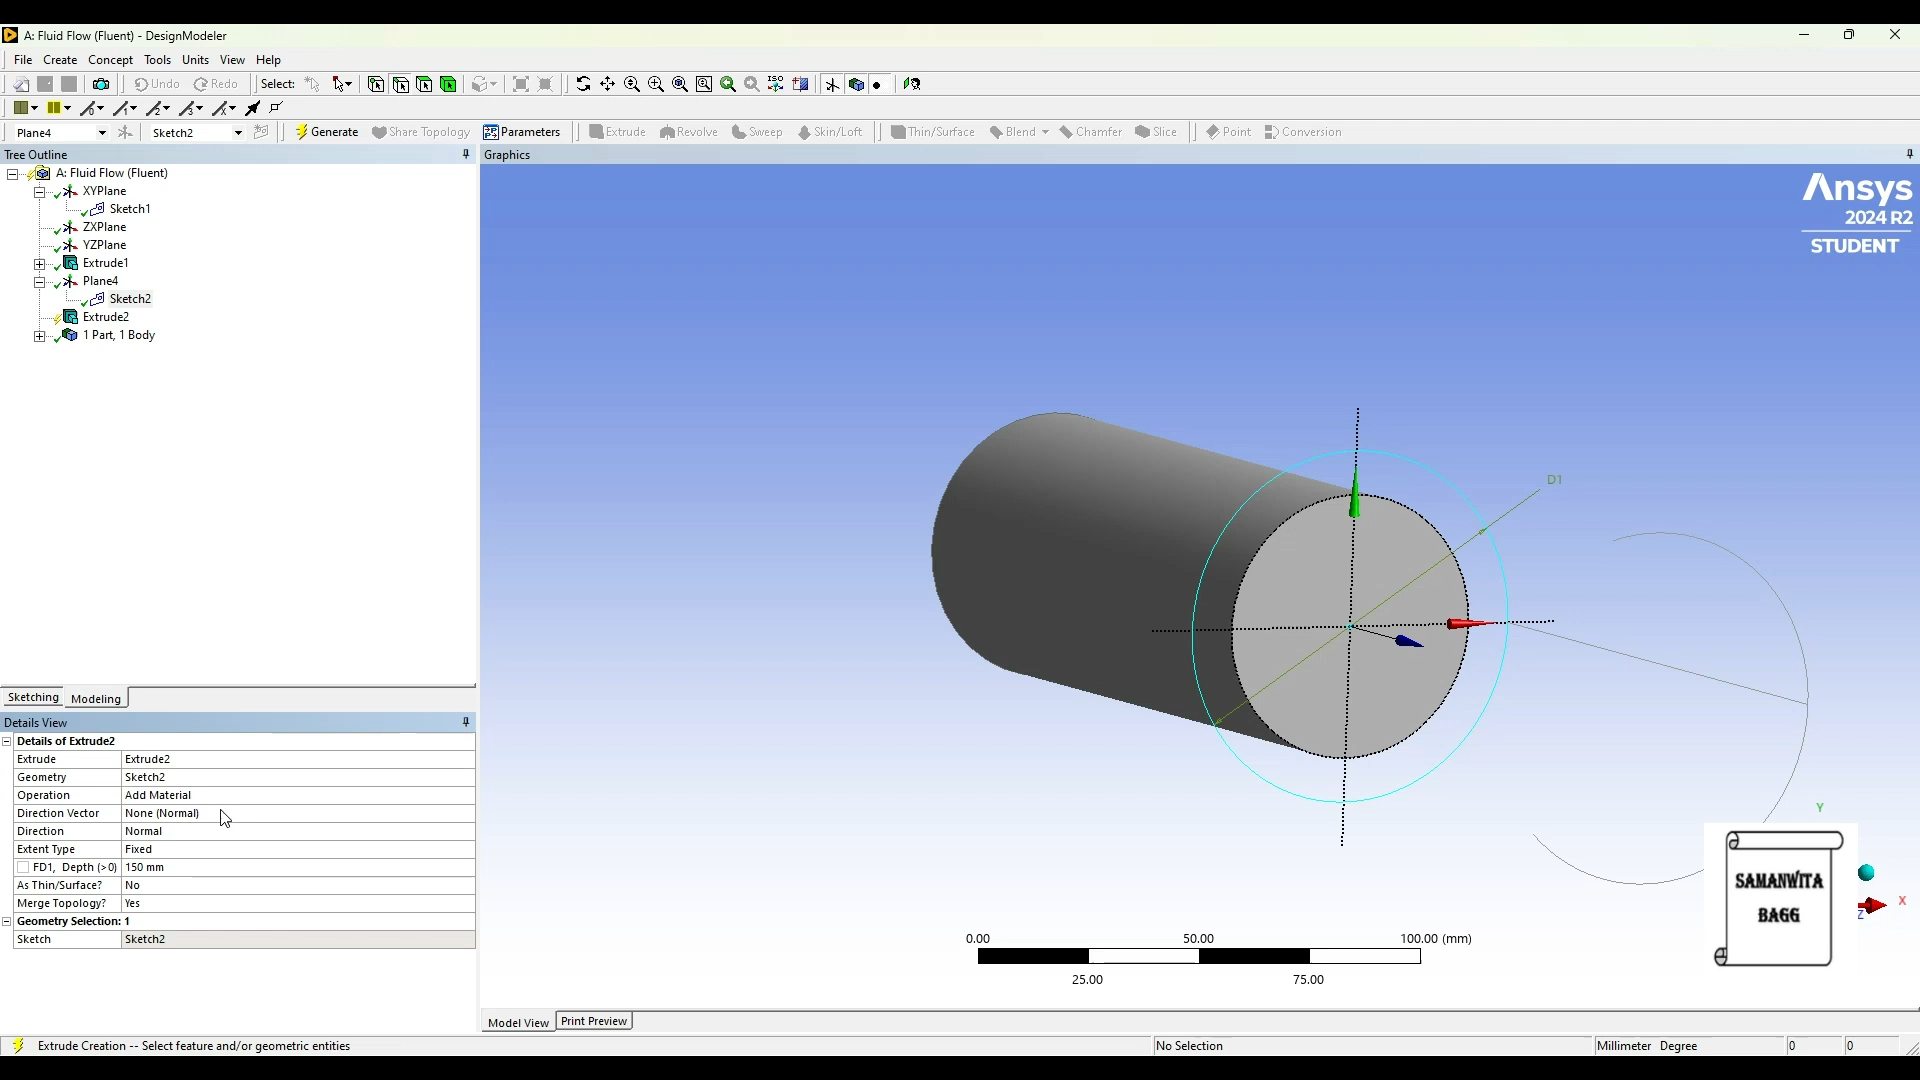 A: Fluid Flow (Fluent) - DesignModeler
File Create Concept Tools Units View Help
Undo Redo Select: ISO
Plane4 Sketch2 Generate Share Topology Parameters Extrude Revolve Sweep Skin/Loft Thin/Surface Blend Chamfer Slice Point Conversion
Tree Outline
A: Fluid Flow (Fluent)
XYPlane
Sketch1
ZXPlane
YZPlane
Extrude1
Plane4
Sketch2
Extrude2
1 Part, 1 Body
Sketching Modeling
Details View
Details of Extrude2
Extrude Extrude2
Geometry Sketch2
Operation Add Material
Direction Vector None (Normal)
Direction Normal
Extent Type Fixed
FD1, Depth (>0) 150 mm
As Thin/Surface? No
Merge Topology? Yes
Geometry Selection: 1
Sketch Sketch2
Graphics
Ansys
2024 R2
STUDENT
D1
Y
X
Z
SAMANWITA
BAGG
0.00 50.00 100.00 (mm)
25.00 75.00
Model View Print Preview
Extrude Creation -- Select feature and/or geometric entities No Selection Millimeter Degree 0 0